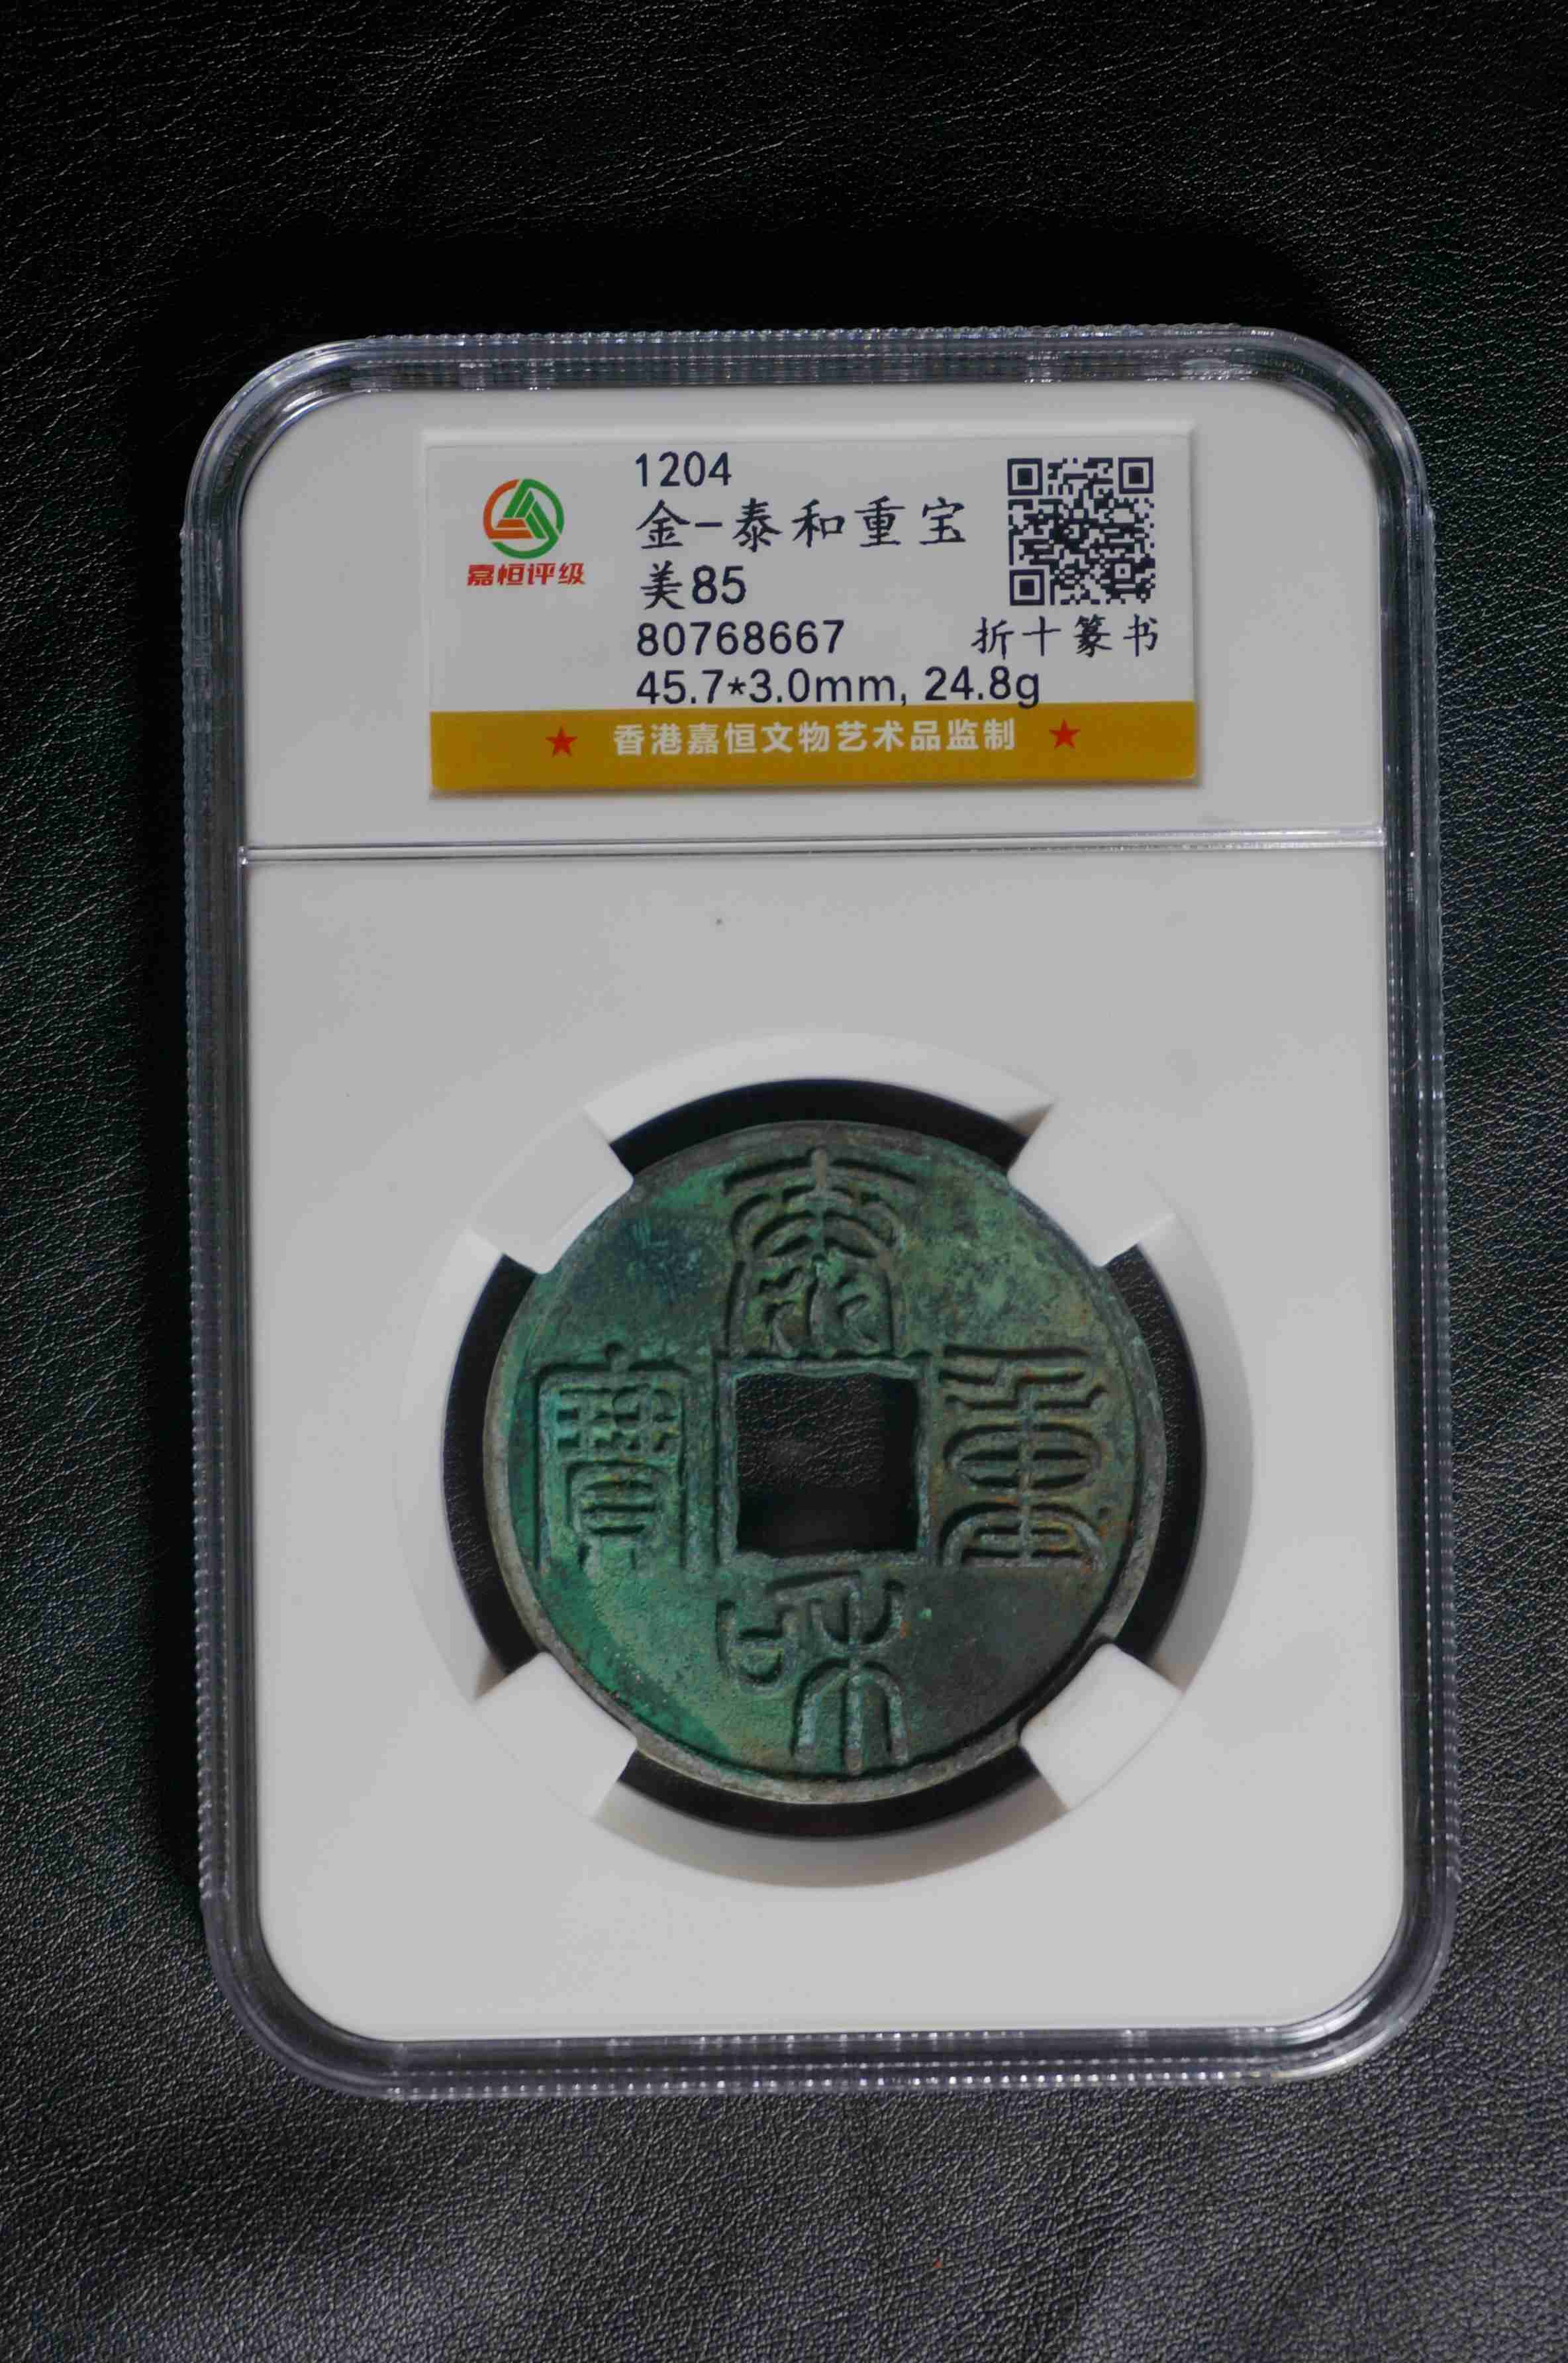 1204
金-泰和重宝
嘉恒评级
美85
80768667 折十篆书
45.7*3.0mm, 24.8g
★ 香港嘉恒文物艺术品监制 ★
泰
寶 重
和